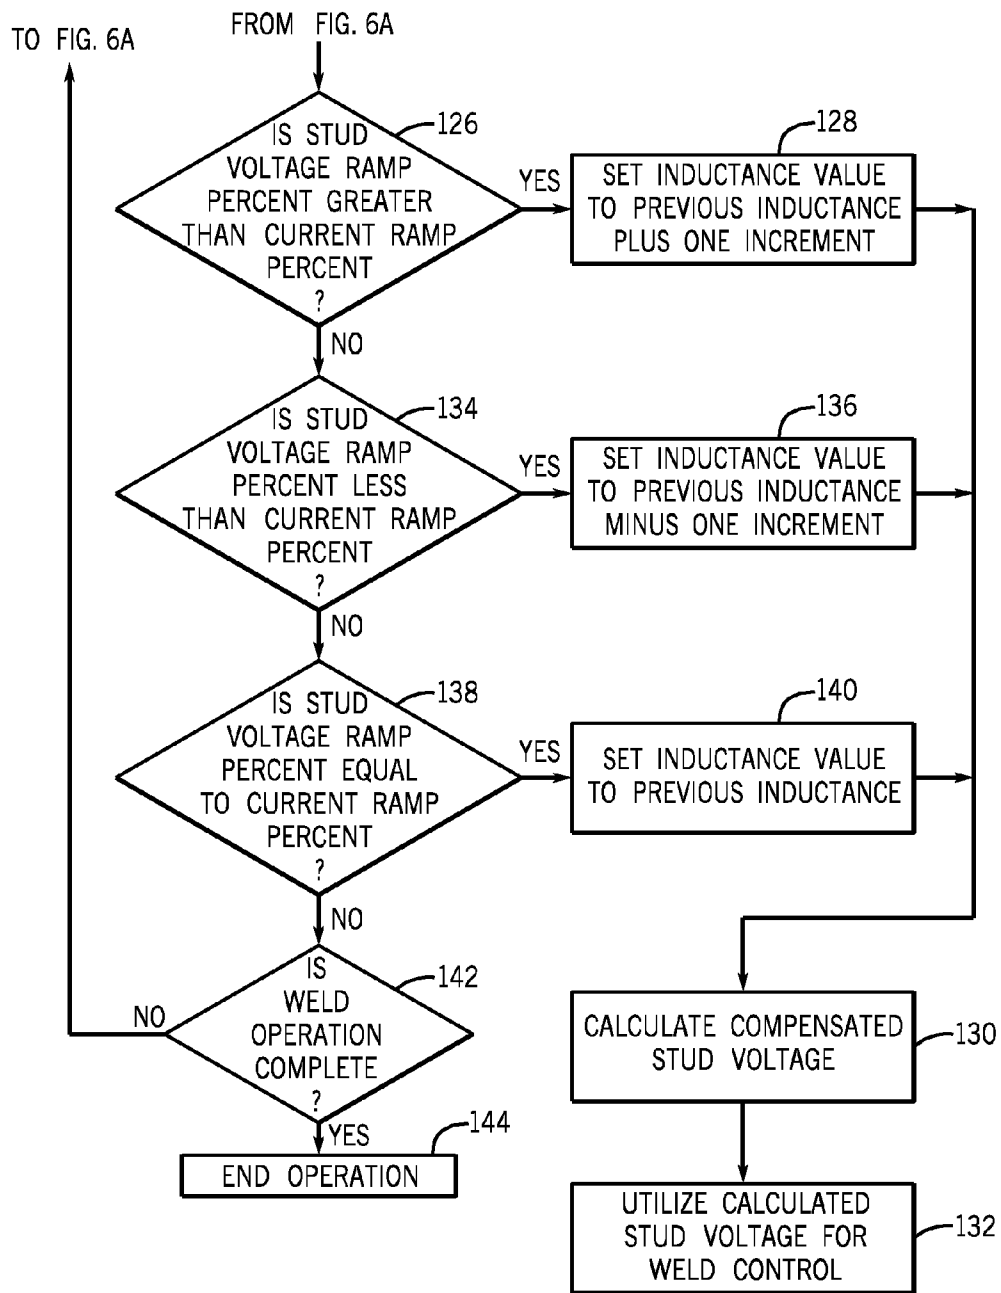 TO FIG. 6A
FROM FIG. 6A
IS STUD
VOLTAGE RAMP
PERCENT GREATER
THAN CURRENT RAMP
PERCENT
?
126
YES
128
SET INDUCTANCE VALUE
TO PREVIOUS INDUCTANCE
PLUS ONE INCREMENT
NO
IS STUD
VOLTAGE RAMP
PERCENT LESS
THAN CURRENT RAMP
PERCENT
?
134
YES
136
SET INDUCTANCE VALUE
TO PREVIOUS INDUCTANCE
MINUS ONE INCREMENT
NO
IS STUD
VOLTAGE RAMP
PERCENT EQUAL
TO CURRENT RAMP
PERCENT
?
138
YES
140
SET INDUCTANCE VALUE
TO PREVIOUS INDUCTANCE
NO
IS
WELD
OPERATION
COMPLETE
?
142
NO
YES
144
END OPERATION
CALCULATE COMPENSATED
STUD VOLTAGE
130
UTILIZE CALCULATED
STUD VOLTAGE FOR
WELD CONTROL
132